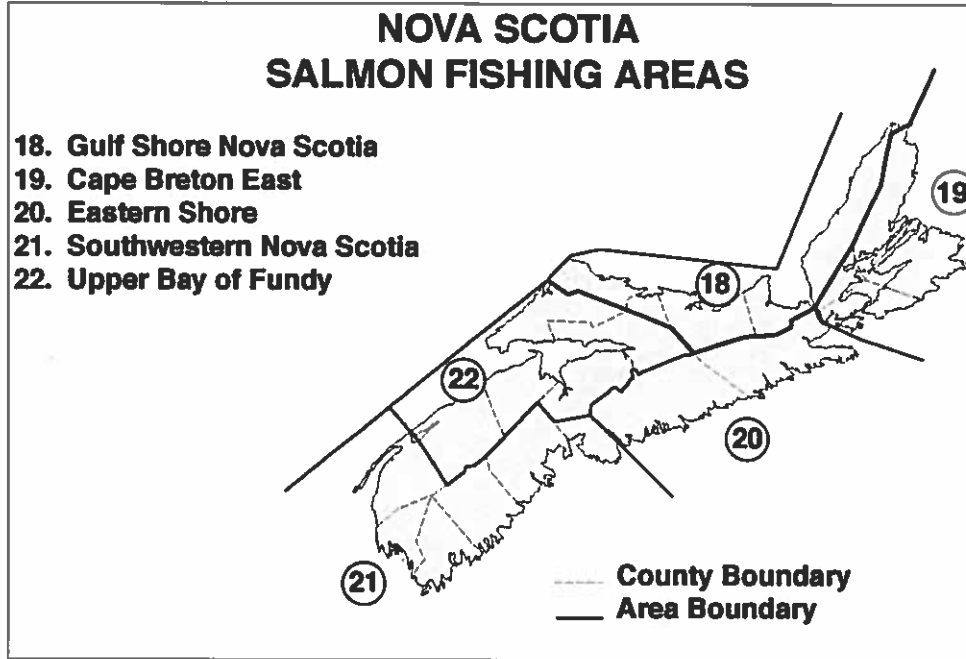 NOVA SCOTIA
SALMON FISHING AREAS
18. Gulf Shore Nova Scotia
19. Cape Breton East
20. Eastern Shore
21. Southwestern Nova Scotia
22. Upper Bay of Fundy
19
18
22
20
21
County Boundary
Area Boundary